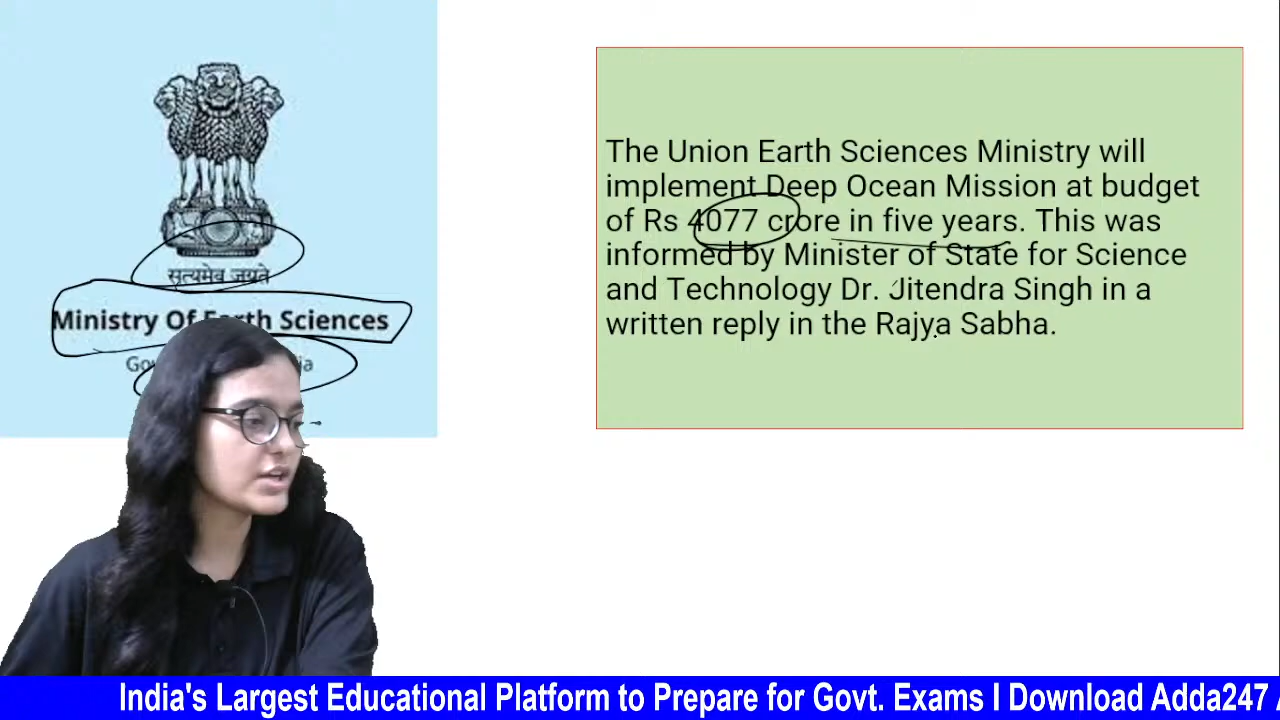 सत्यमेव जयते
Ministry Of Earth Sciences
The Union Earth Sciences Ministry will
implement Deep Ocean Mission at budget
of Rs 4077 crore in five years. This was
informed by Minister of State for Science
and Technology Dr. Jitendra Singh in a
written reply in the Rajya Sabha.
India's Largest Educational Platform to Prepare for Govt. Exams I Download Adda247